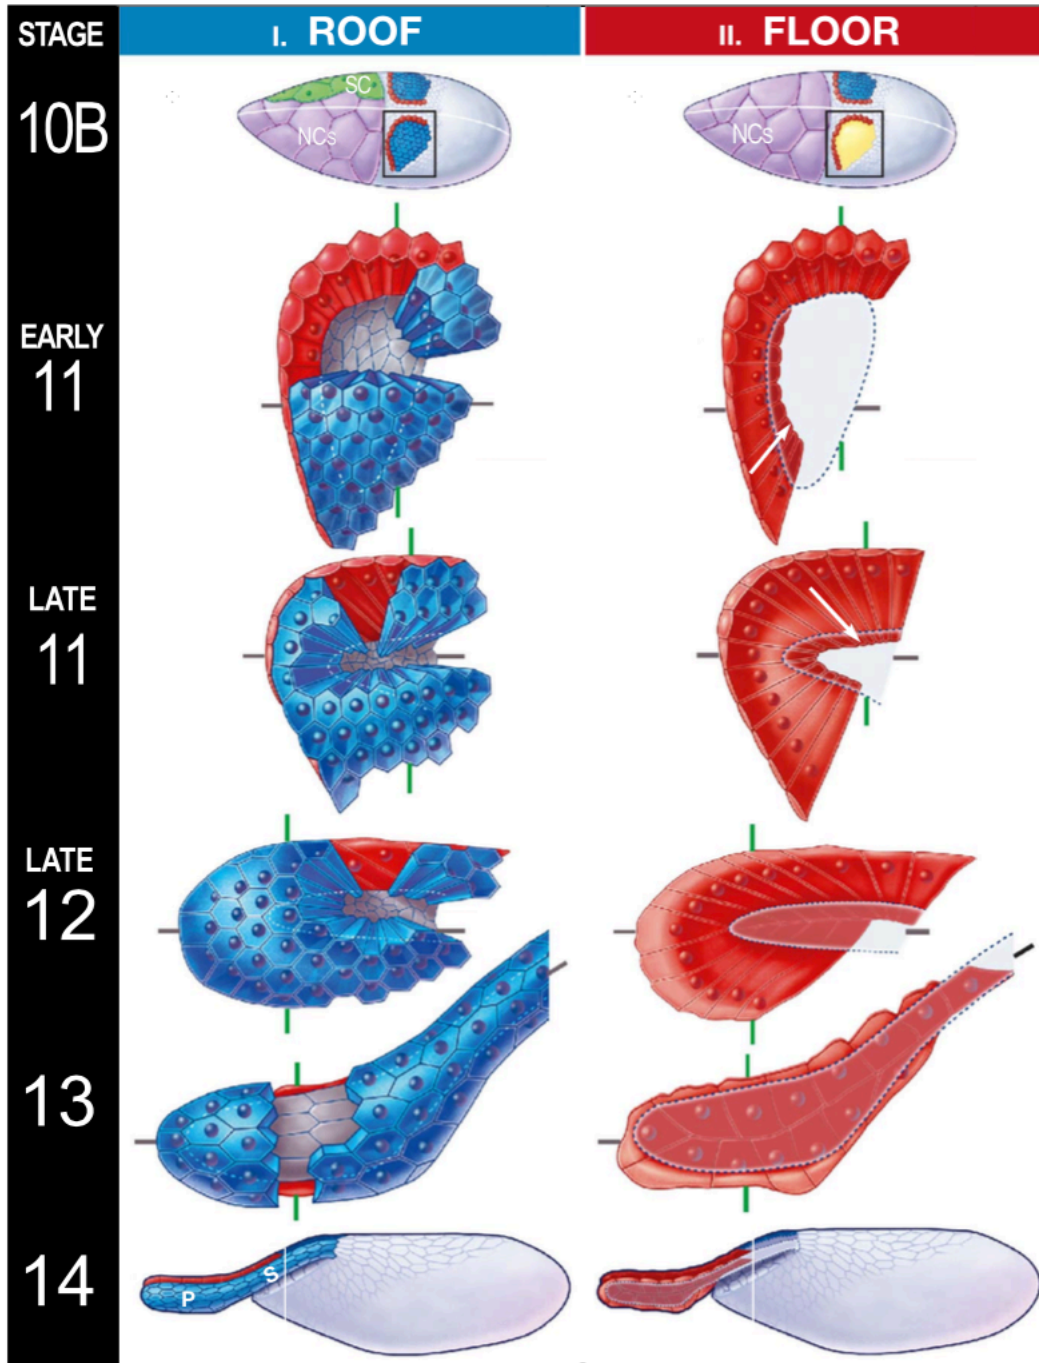 STAGE
I. ROOF
II. FLOOR
10B
SC
NCs
NCs
EARLY
11
LATE
11
LATE
12
13
14
P
S